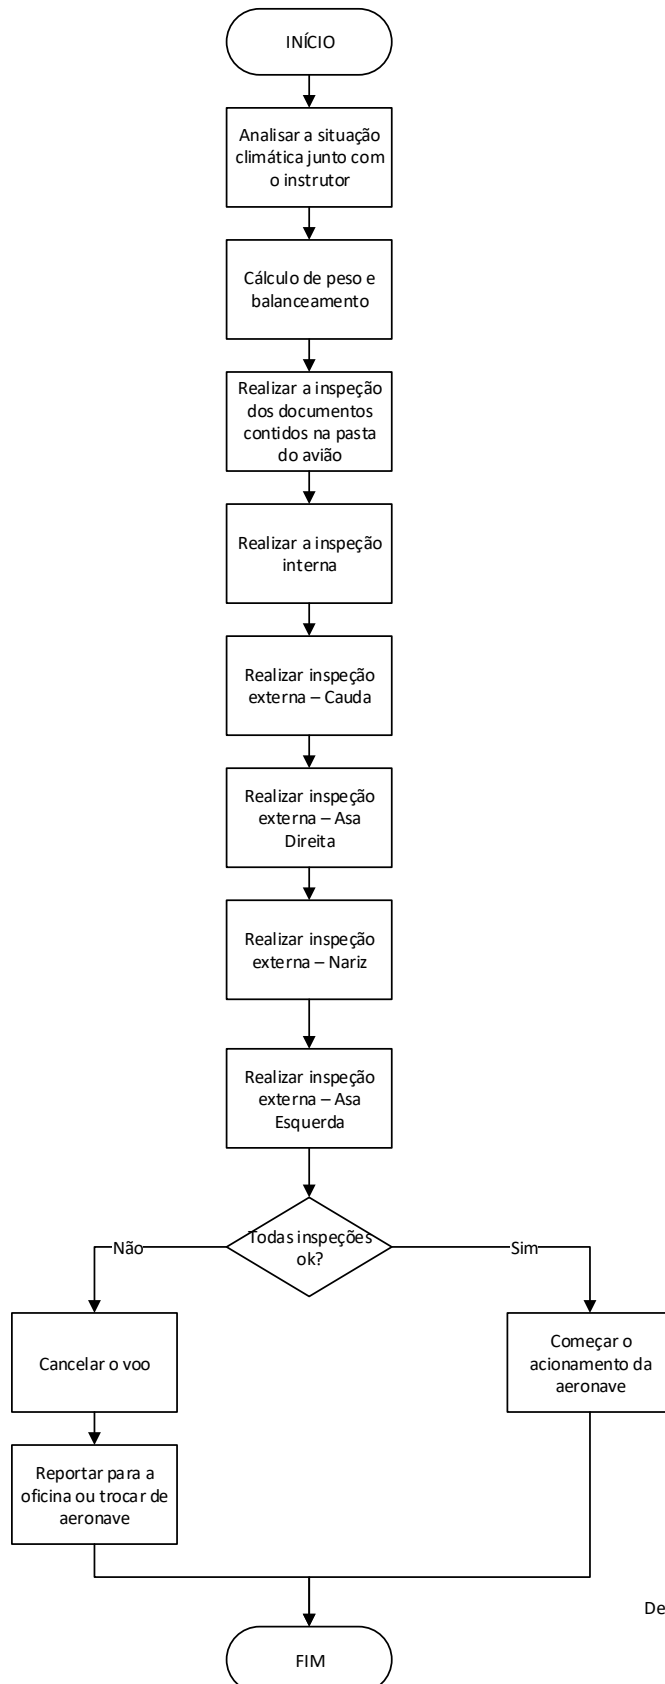 INÍCIO
Analisar a situação
climática junto com
o instrutor
Cálculo de peso e
balanceamento
Realizar a inspeção
dos documentos
contidos na pasta
do avião
Realizar a inspeção
interna
Realizar inspeção
externa – Cauda
Realizar inspeção
externa – Asa
Direita
Realizar inspeção
externa – Nariz
Realizar inspeção
externa – Asa
Esquerda
Todas inspeções
ok?
Não
Sim
Cancelar o voo
Começar o
acionamento da
aeronave
Reportar para a
oficina ou trocar de
aeronave
De
FIM